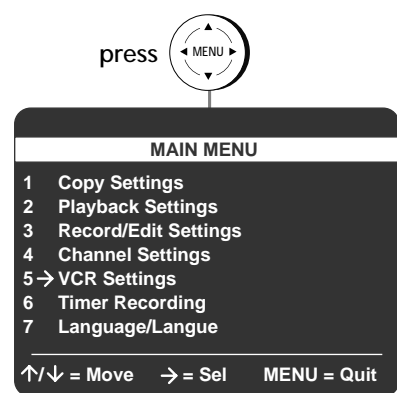 press
MENU
MAIN MENU
1 Copy Settings
2 Playback Settings
3 Record/Edit Settings
4 Channel Settings
5→ VCR Settings
6 Timer Recording
7 Language/Langue
↑/↓ = Move → = Sel MENU = Quit